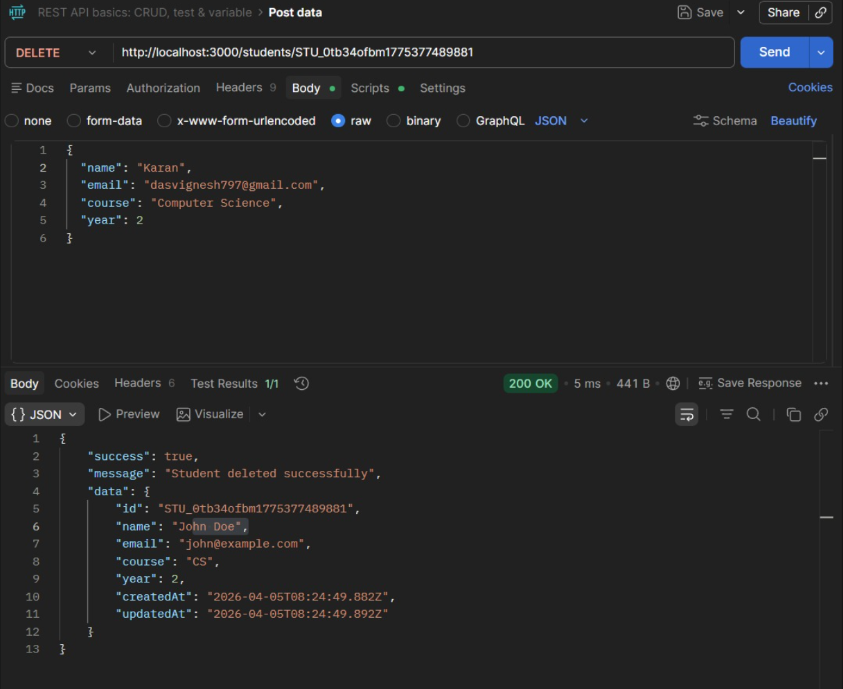 HTTP REST API basics: CRUD, test & variable > Post data Save Share
DELETE http://localhost:3000/students/STU_0tb34ofbm1775377489881 Send
Docs Params Authorization Headers 9 Body Scripts Settings Cookies
none form-data x-www-form-urlencoded raw binary GraphQL JSON Schema Beautify
1 {
2 "name": "Karan",
3 "email": "dasvignesh797@gmail.com",
4 "course": "Computer Science",
5 "year": 2
6 }
Body Cookies Headers 6 Test Results 1/1 200 OK • 5 ms • 441 B • e.g. Save Response
{} JSON Preview Visualize
1 {
2 "success": true,
3 "message": "Student deleted successfully",
4 "data": {
5 "id": "STU_0tb34ofbm1775377489881",
6 "name": "John Doe",
7 "email": "john@example.com",
8 "course": "CS",
9 "year": 2,
10 "createdAt": "2026-04-05T08:24:49.882Z",
11 "updatedAt": "2026-04-05T08:24:49.892Z"
12 }
13 }